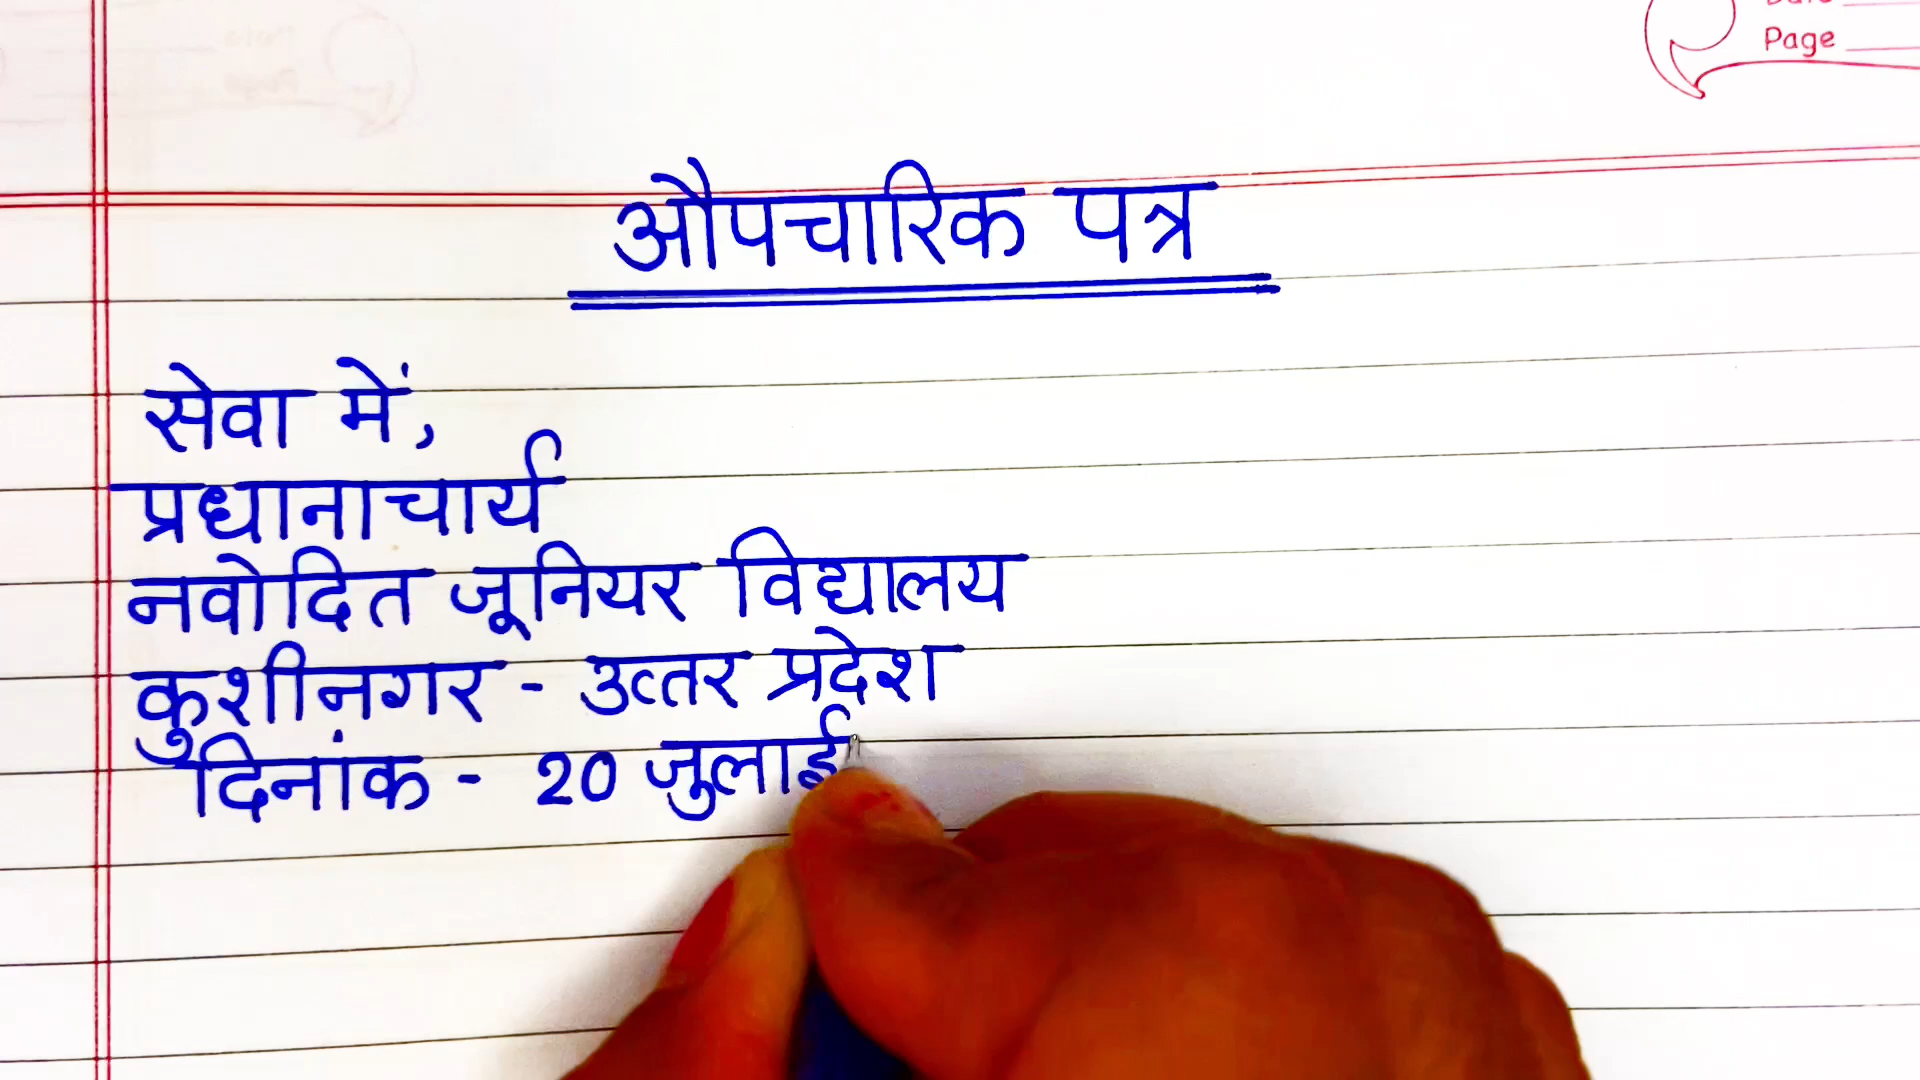 Page
औपचारिक पत्र
सेवा में,
प्रधानाचार्य
नवोदित जूनियर विद्यालय
कुशीनगर - उत्तर प्रदेश
दिनांक - 20 जुलाई